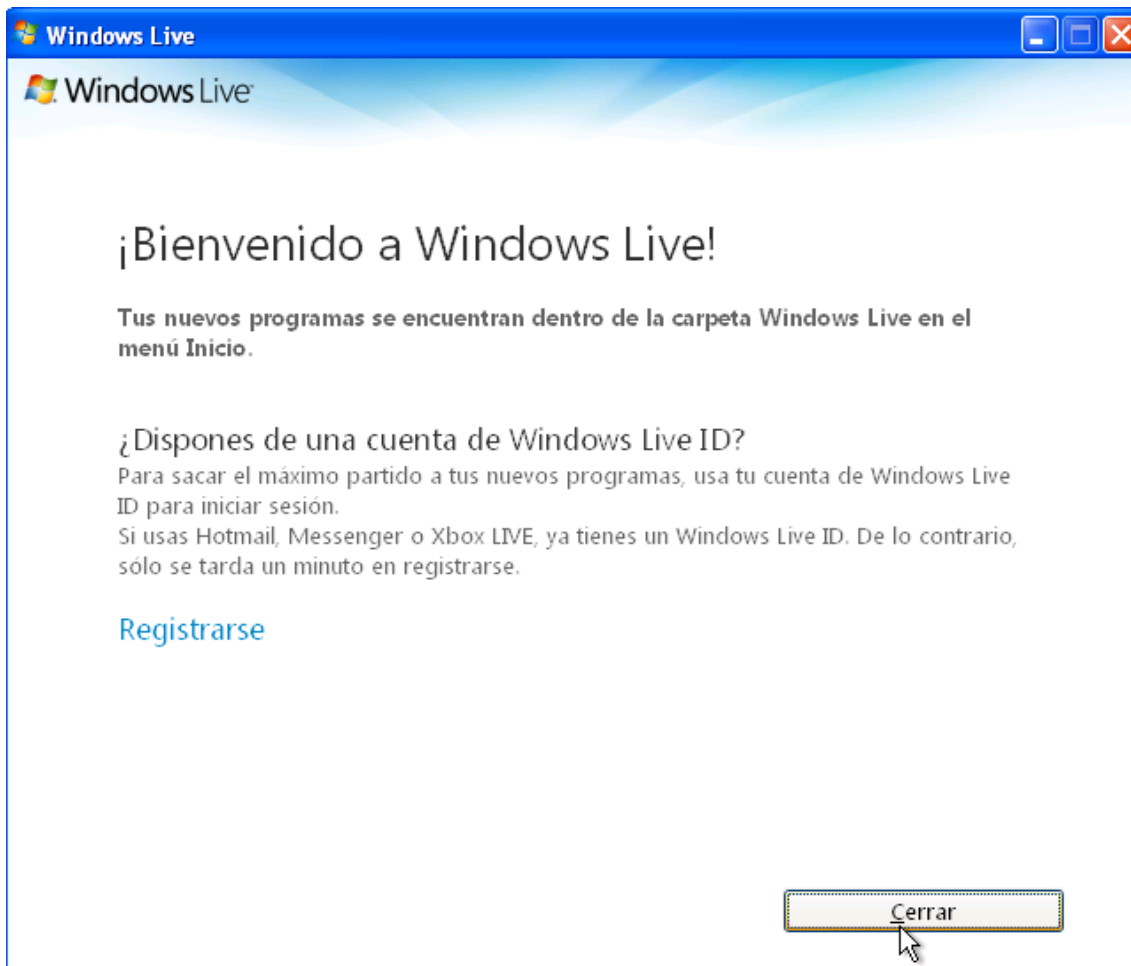 Windows Live
Windows Live
¡Bienvenido a Windows Live!
Tus nuevos programas se encuentran dentro de la carpeta Windows Live en el
menú Inicio.
¿Dispones de una cuenta de Windows Live ID?
Para sacar el máximo partido a tus nuevos programas, usa tu cuenta de Windows Live
ID para iniciar sesión.
Si usas Hotmail, Messenger o Xbox LIVE, ya tienes un Windows Live ID. De lo contrario,
sólo se tarda un minuto en registrarse.
Registrarse
Cerrar